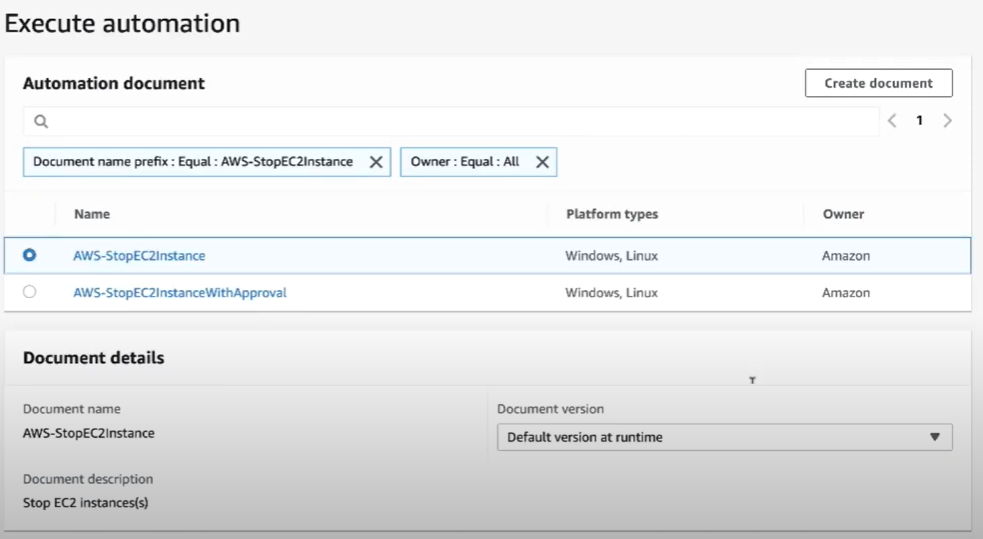 Execute automation
Automation document
Create document
1
Document name prefix : Equal : AWS-StopEC2Instance
Owner : Equal : All
Name Platform types Owner
AWS-StopEC2Instance Windows, Linux Amazon
AWS-StopEC2InstanceWithApproval Windows, Linux Amazon
Document details
Document name
AWS-StopEC2Instance
Document version
Default version at runtime
Document description
Stop EC2 instances(s)